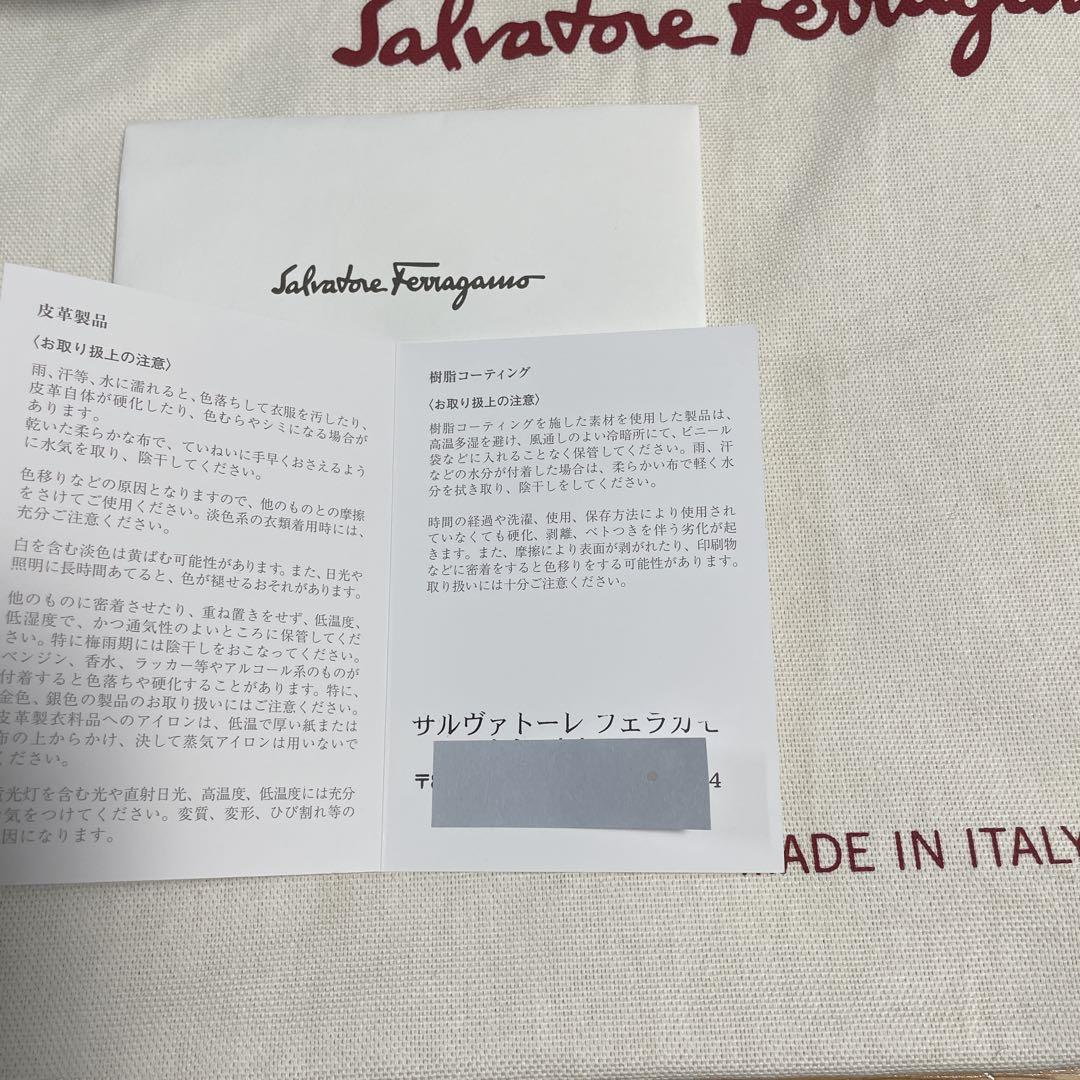 Salvatore Ferragam
Salvatore Ferragamo
皮革製品
〈お取り扱上の注意〉
雨、汗等、水に濡れると、色落ちして衣服を汚したり、
皮革自体が硬化したり、色むらやシミになる場合が
あります。
乾いた柔らかな布で、ていねいに手早くおさえるよう
に水気を取り、陰干してください。
色移りなどの原因となりますので、他のものとの摩擦
をさけてご使用ください。淡色系の衣類着用時には、
充分ご注意ください。
白を含む淡色は黄ばむ可能性があります。また、日光や
照明に長時間あてると、色が褪せるおそれがあります。
他のものに密着させたり、重ね置きをせず、低温度、
低湿度で、かつ通気性のよいところに保管してくだ
さい。特に梅雨期には陰干しをおこなってください。
ベンジン、香水、ラッカー等やアルコール系のものが
付着すると色落ちや硬化することがあります。特に、
金色、銀色の製品のお取り扱いにはご注意ください。
皮革製衣料品へのアイロンは、低温で厚い紙または
布の上からかけ、決して蒸気アイロンは用いないで
ください。
光灯を含む光や直射日光、高温度、低温度には充分
気をつけてください。変質、変形、ひび割れ等の
因になります。
樹脂コーティング
〈お取り扱上の注意〉
樹脂コーティングを施した素材を使用した製品は、
高温多湿を避け、風通しのよい冷暗所にて、ビニール
袋などに入れることなく保管してください。雨、汗
などの水分が付着した場合は、柔らかい布で軽く水
分を拭き取り、陰干しをしてください。
時間の経過や洗濯、使用、保存方法により使用され
ていなくても硬化、剥離、ベトつきを伴う劣化が起
きます。また、摩擦により表面が剥がれたり、印刷物
などに密着をすると色移りをする可能性があります。
取り扱いには十分ご注意ください。
サルヴァトーレ フェラガモ
〒 4
ADE IN ITALY